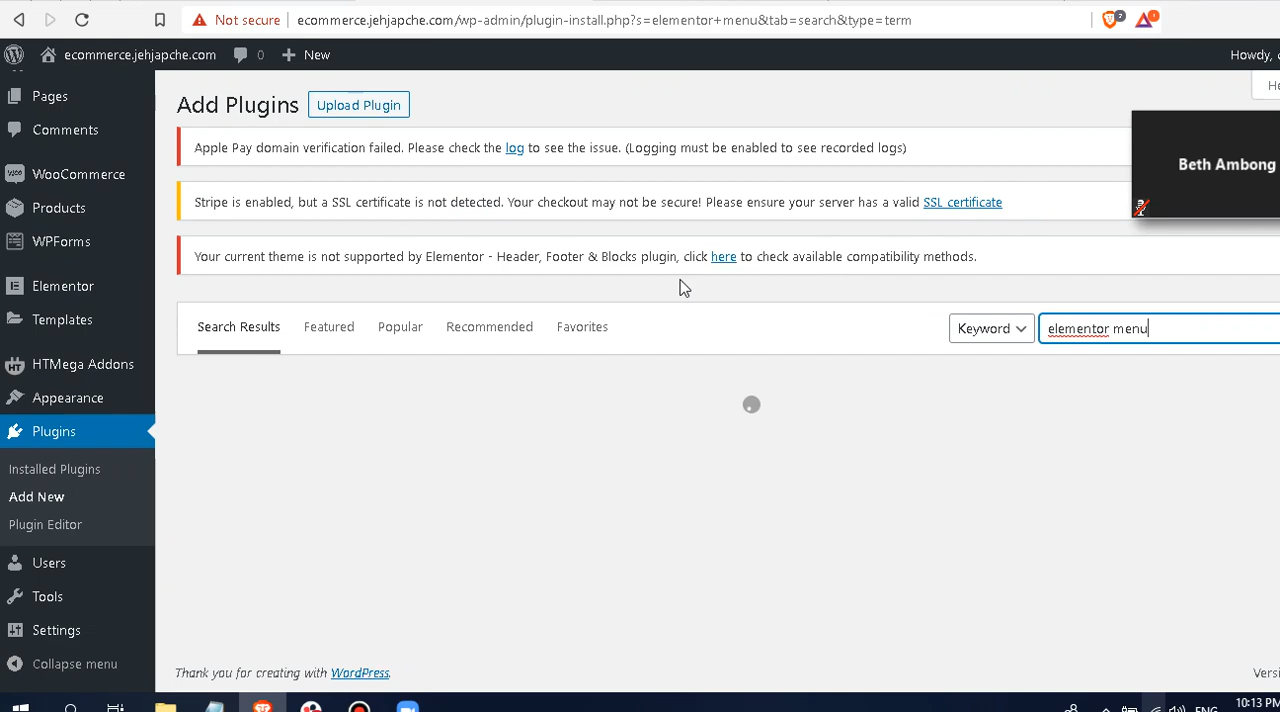 Not secure ecommerce.jehjapche.com/wp-admin/plugin-install.php?s=elementor+menu&tab=search&type=term
ecommerce.jehjapche.com 0 New Howdy,
Pages
Comments
WooCommerce
Products
WPForms
Elementor
Templates
HTMega Addons
Appearance
Plugins
Installed Plugins
Add New
Plugin Editor
Users
Tools
Settings
Collapse menu
Add Plugins Upload Plugin
Apple Pay domain verification failed. Please check the log to see the issue. (Logging must be enabled to see recorded logs)
Stripe is enabled, but a SSL certificate is not detected. Your checkout may not be secure! Please ensure your server has a valid SSL certificate
Your current theme is not supported by Elementor - Header, Footer & Blocks plugin, click here to check available compatibility methods.
Beth Ambong
Search Results Featured Popular Recommended Favorites Keyword elementor menu
Thank you for creating with WordPress.
ENG 10:13 PM